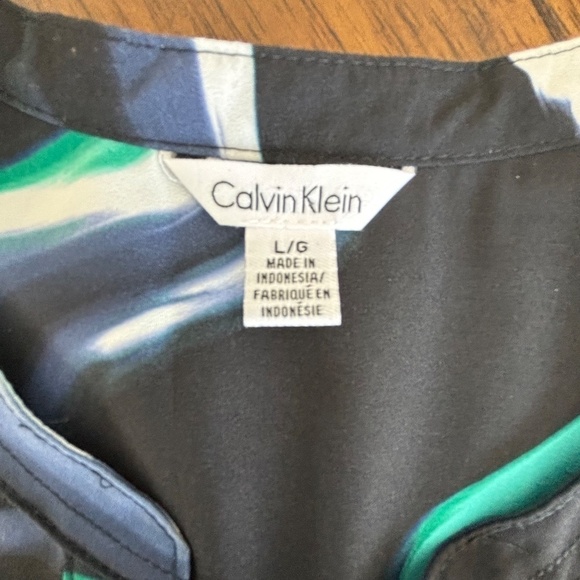 Calvin Klein
L/G
MADE IN
INDONESIA/
FABRIQUÉ EN
INDONÉSIE